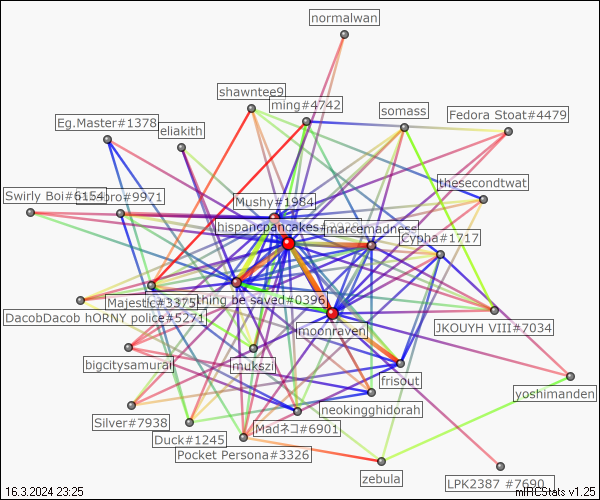 normalwan
shawntee9
ming#4742
somass
Fedora Stoat#4479
Eg.Master#1378
eliakith
thesecondtwat
Swirly Boi#6154
pro#9971
Mushy#1984
hispancpancakes#
marcemadness
Cypha#1717
Majestic#3375
thing be saved#0396
DacobDacob hORNY police#5271
moonraven
JKOUYH VIII#7034
bigcitysamurai
mukszi
frisout
yoshimanden
neokingghidorah
Silver#7938
Duck#1245
Madネコ#6901
Pocket Persona#3326
zebula
LPK2387 #7690
16.3.2024 23:25
mIRCStats v1.25